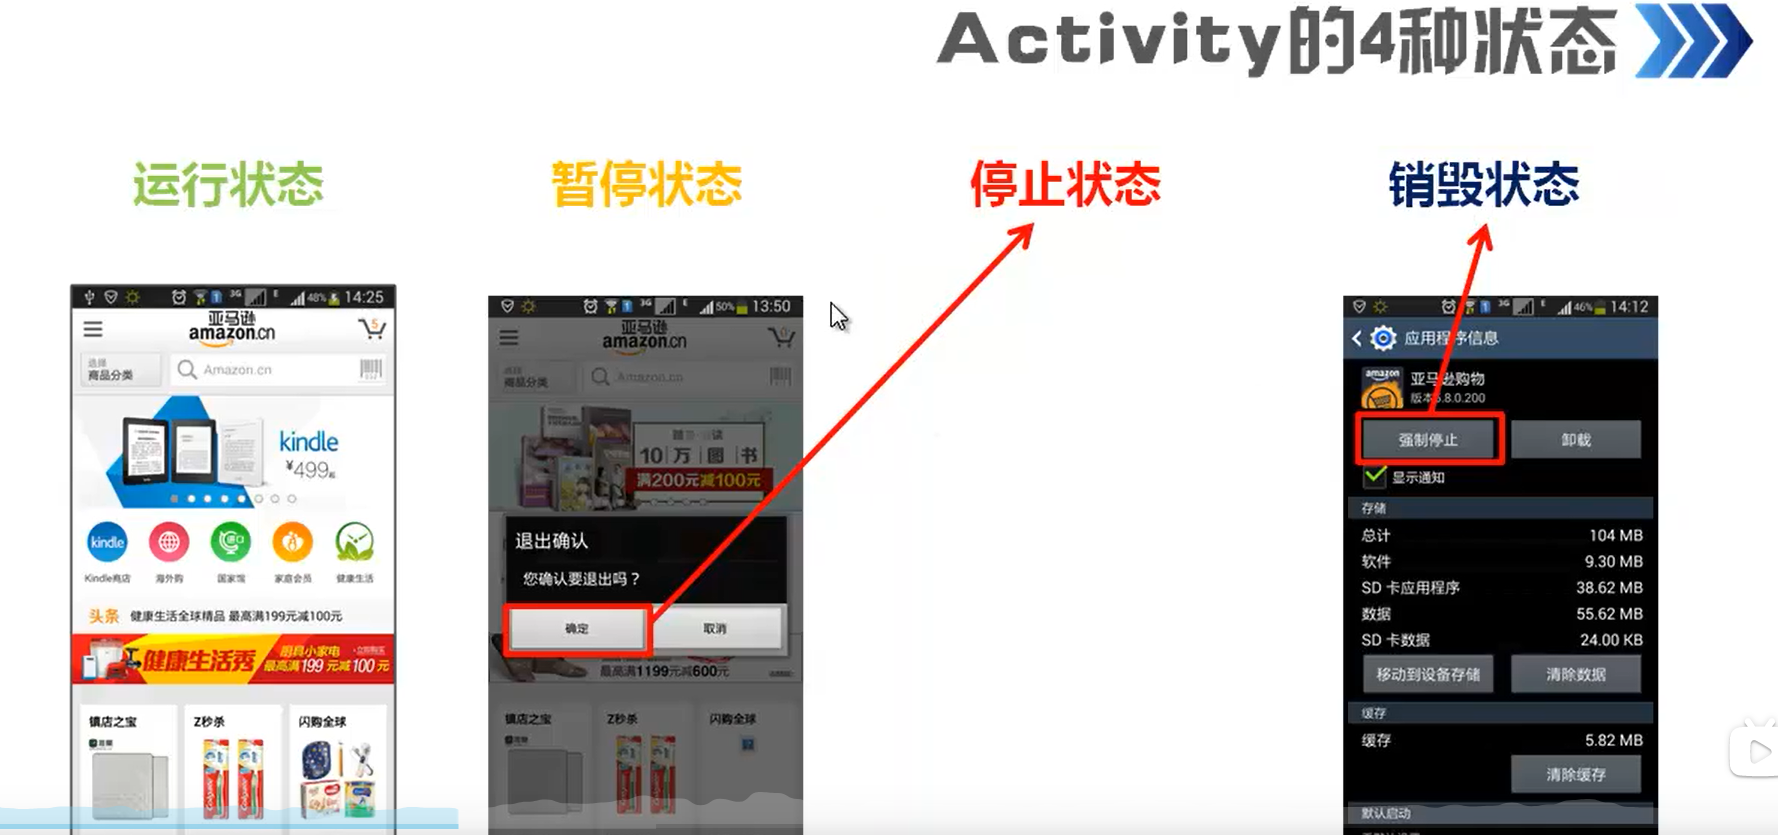 Activity的4种状态
运行状态
暂停状态
停止状态
销毁状态
3G E 48% 14:25
亚马逊
amazon.cn
5
选择
商品分类
Amazon.cn
kindle
¥499起
kindle
Kindle商店 海外购 国家馆 家庭会员 健康生活
头条 健康生活全球精品 最高满199元减100元
健康生活秀
厨具小家电
最高满199元减100元
镇店之宝 Z秒杀 闪购全球
3G E 50% 13:50
亚马逊
amazon.cn
0
选择
商品分类
Amazon.cn
10万图书
满200元减100元
退出确认
您确认要退出吗？
确定 取消
最高满1199元减600元
镇店之宝 Z秒杀 闪购全球
3G E 46% 14:12
应用程序信息
amazon
亚马逊购物
版本5.8.0.200
强制停止 卸载
显示通知
存储
总计 104 MB
软件 9.30 MB
SD 卡应用程序 38.62 MB
数据 55.62 MB
SD 卡数据 24.00 KB
移动到设备存储 清除数据
缓存
缓存 5.82 MB
清除缓存
默认启动